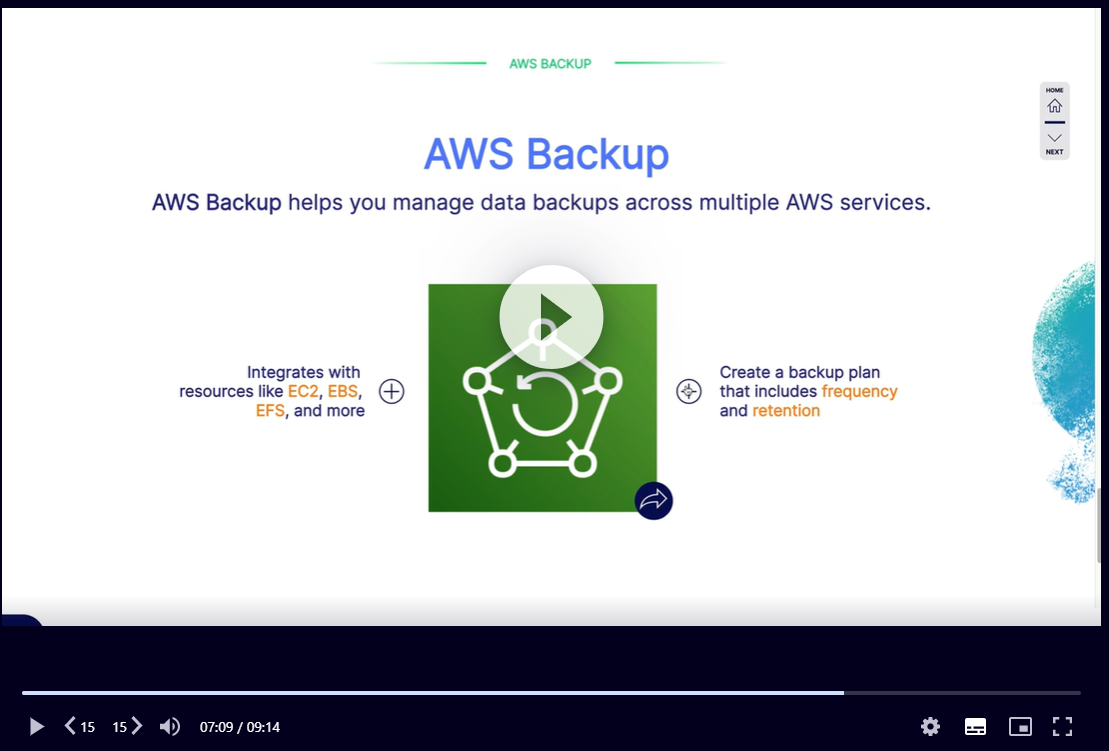 AWS BACKUP
HOME
NEXT
AWS Backup
AWS Backup helps you manage data backups across multiple AWS services.
Integrates with
resources like EC2, EBS,
EFS, and more
Create a backup plan
that includes frequency
and retention
15
15
07:09 / 09:14